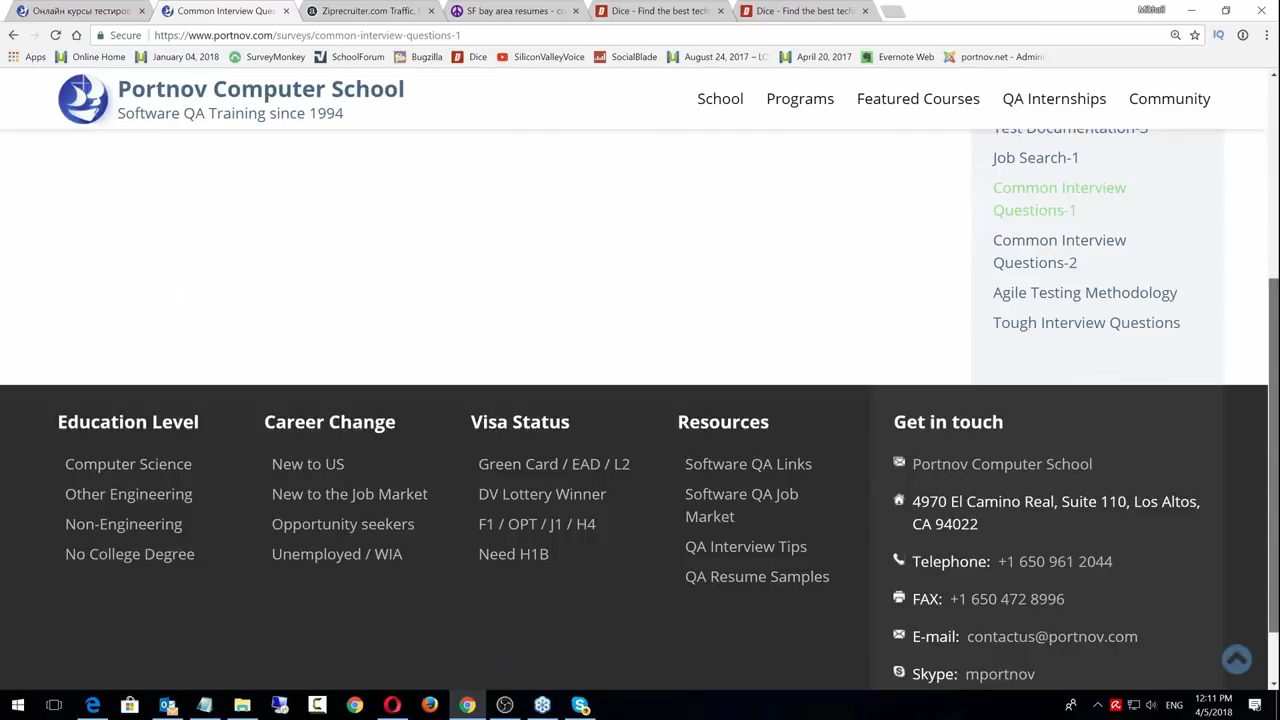 Онлайн курсы тестиров
Common Interview Ques
Ziprecruiter.com Traffic,
SF bay area resumes - cr
Dice - Find the best tech
Dice - Find the best tech
Mikhail
Secure
https://www.portnov.com/surveys/common-interview-questions-1
Apps
Online Home
January 04, 2018
SurveyMonkey
SchoolForum
Bugzilla
Dice
SiliconValleyVoice
SocialBlade
August 24, 2017 – LO
April 20, 2017
Evernote Web
portnov.net - Admini
Portnov Computer School
Software QA Training since 1994
School
Programs
Featured Courses
QA Internships
Community
Test Documentation-3
Job Search-1
Common Interview
Questions-1
Common Interview
Questions-2
Agile Testing Methodology
Tough Interview Questions
Education Level
Computer Science
Other Engineering
Non-Engineering
No College Degree
Career Change
New to US
New to the Job Market
Opportunity seekers
Unemployed / WIA
Visa Status
Green Card / EAD / L2
DV Lottery Winner
F1 / OPT / J1 / H4
Need H1B
Resources
Software QA Links
Software QA Job
Market
QA Interview Tips
QA Resume Samples
Get in touch
Portnov Computer School
4970 El Camino Real, Suite 110, Los Altos,
CA 94022
Telephone: +1 650 961 2044
FAX: +1 650 472 8996
E-mail: contactus@portnov.com
Skype: mportnov
ENG
12:11 PM
4/5/2018